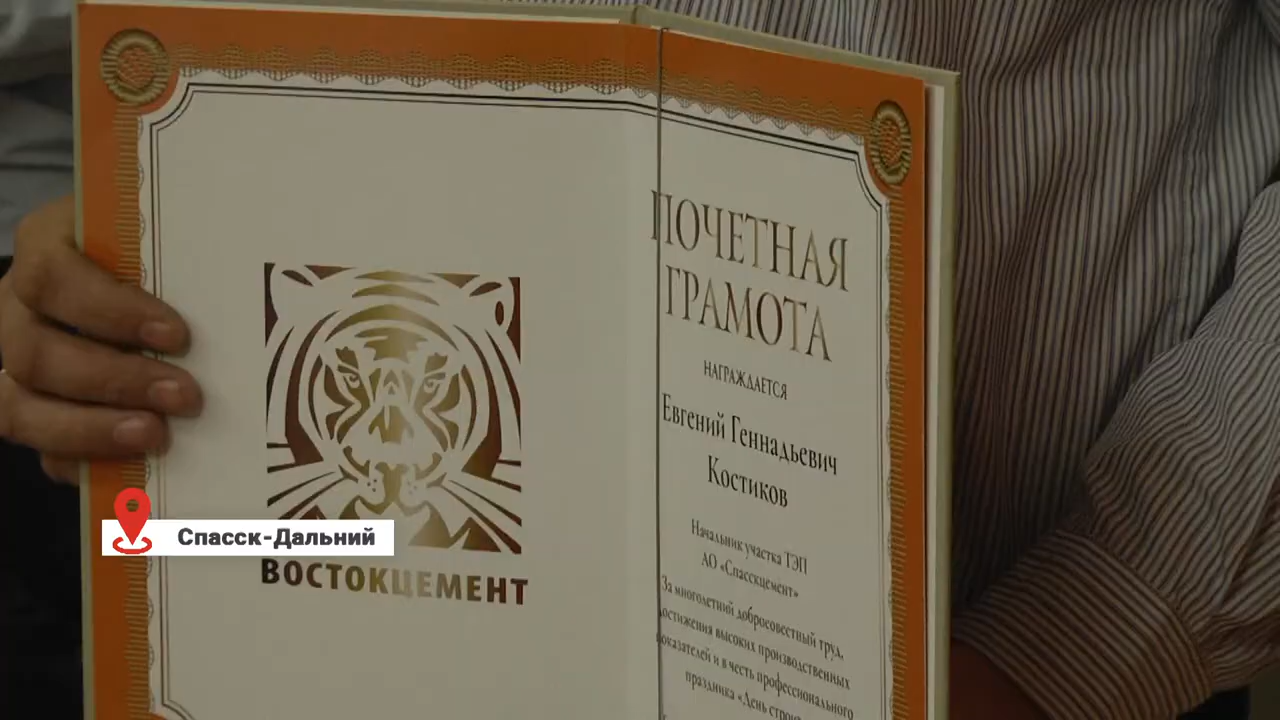 ПОЧЕТНАЯ
ГРАМОТА
НАГРАЖДАЕТСЯ
Евгений Геннадьевич
Костиков
Начальник участка ТЭП
АО «Спасскцемент»
За многолетний добросовестный труд,
достижения высоких производственных
показателей и в честь профессионального
праздника «День
Спасск-Дальний
ВОСТОКЦЕМЕНТ